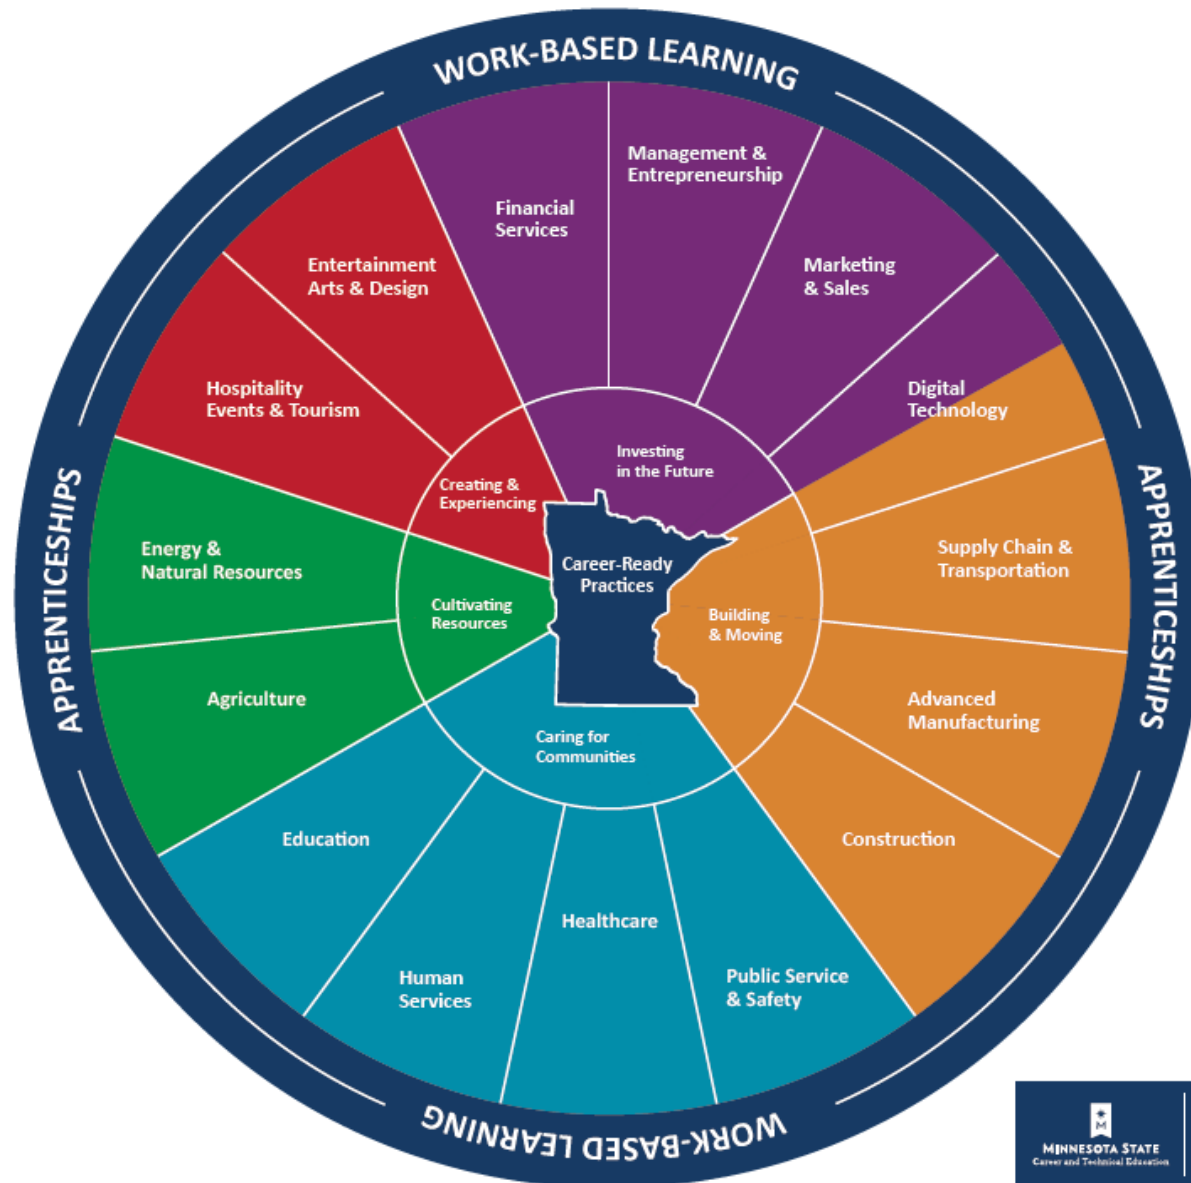 WORK-BASED LEARNING
Management &
Entrepreneurship
Financial
Services
Marketing
& Sales
Entertainment
Arts & Design
Digital
Technology
Hospitality
Events & Tourism
Investing
in the Future
Creating &
Experiencing
APPRENTICESHIPS
APPRENTICESHIPS
Energy &
Natural Resources
Supply Chain &
Transportation
Career-Ready
Practices
Cultivating
Resources
Building
& Moving
Agriculture
Advanced
Manufacturing
Caring for
Communities
Education
Construction
Healthcare
Human
Services
Public Service
& Safety
WORK-BASED LEARNING
M
MINNESOTA STATE
Career and Technical Education